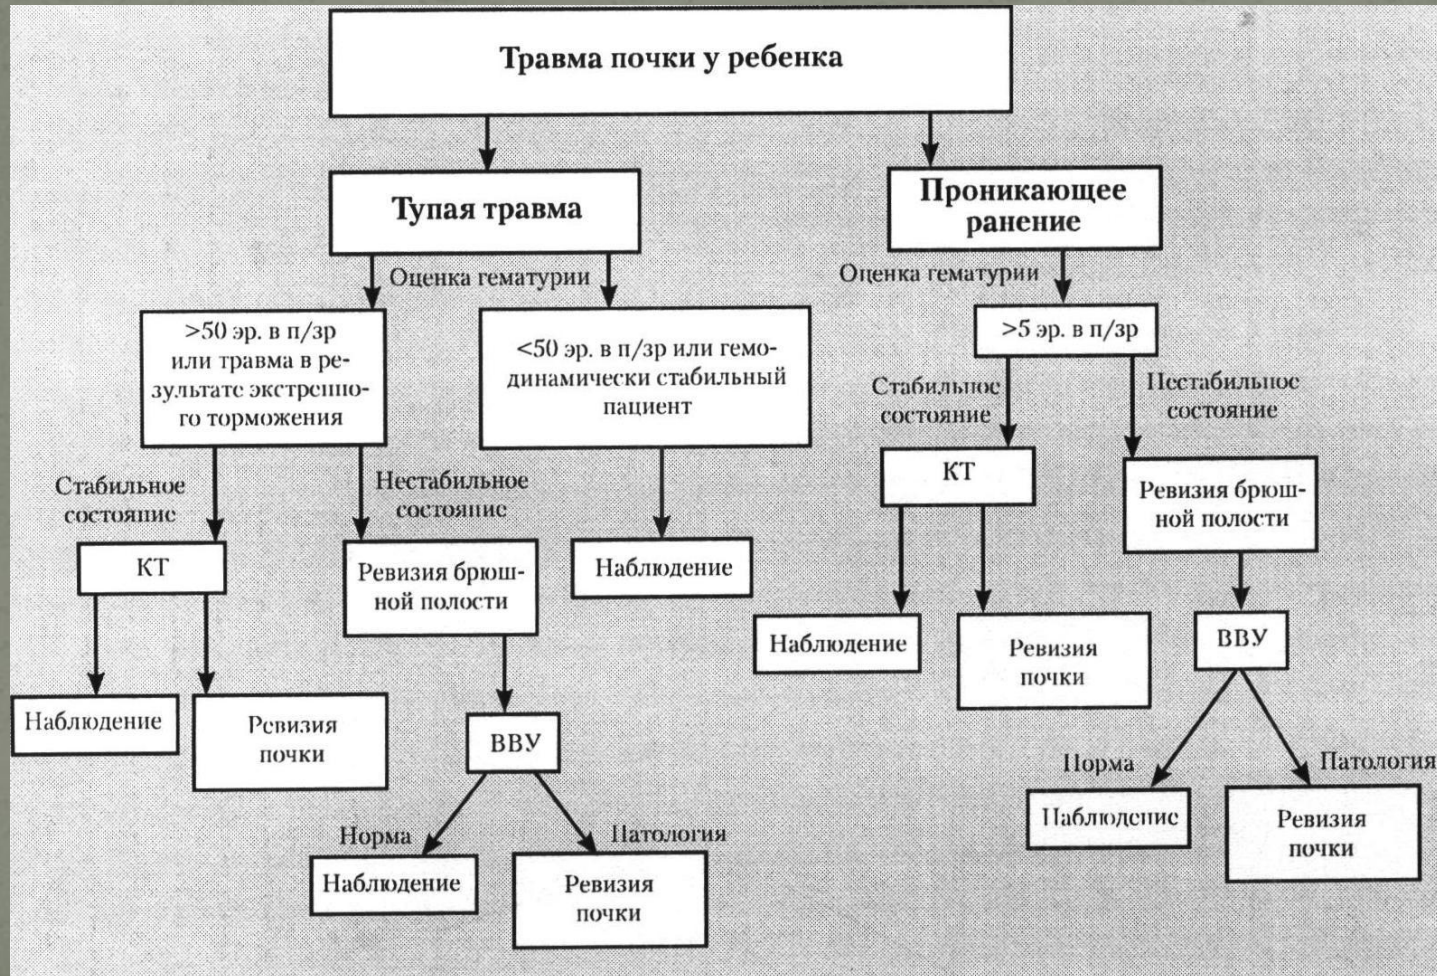 Травма почки у ребенка
Тупая травма
Проникающее
ранение
Оценка гематурии
Оценка гематурии
>50 эр. в п/зр
или травма в ре-
зультате экстренно-
го торможения
<50 эр. в п/зр или гемо-
динамически стабильный
пациент
>5 эр. в п/зр
Стабильное
состояние
Нестабильное
состояние
Стабильное
состояние
Нестабильное
состояние
КТ
Ревизия брюш-
ной полости
Наблюдение
КТ
Ревизия брюш-
ной полости
Наблюдение
Ревизия
почки
ВВУ
Наблюдение
Ревизия
почки
ВВУ
Норма
Патология
Наблюдение
Ревизия
почки
Норма
Патология
Наблюдение
Ревизия
почки